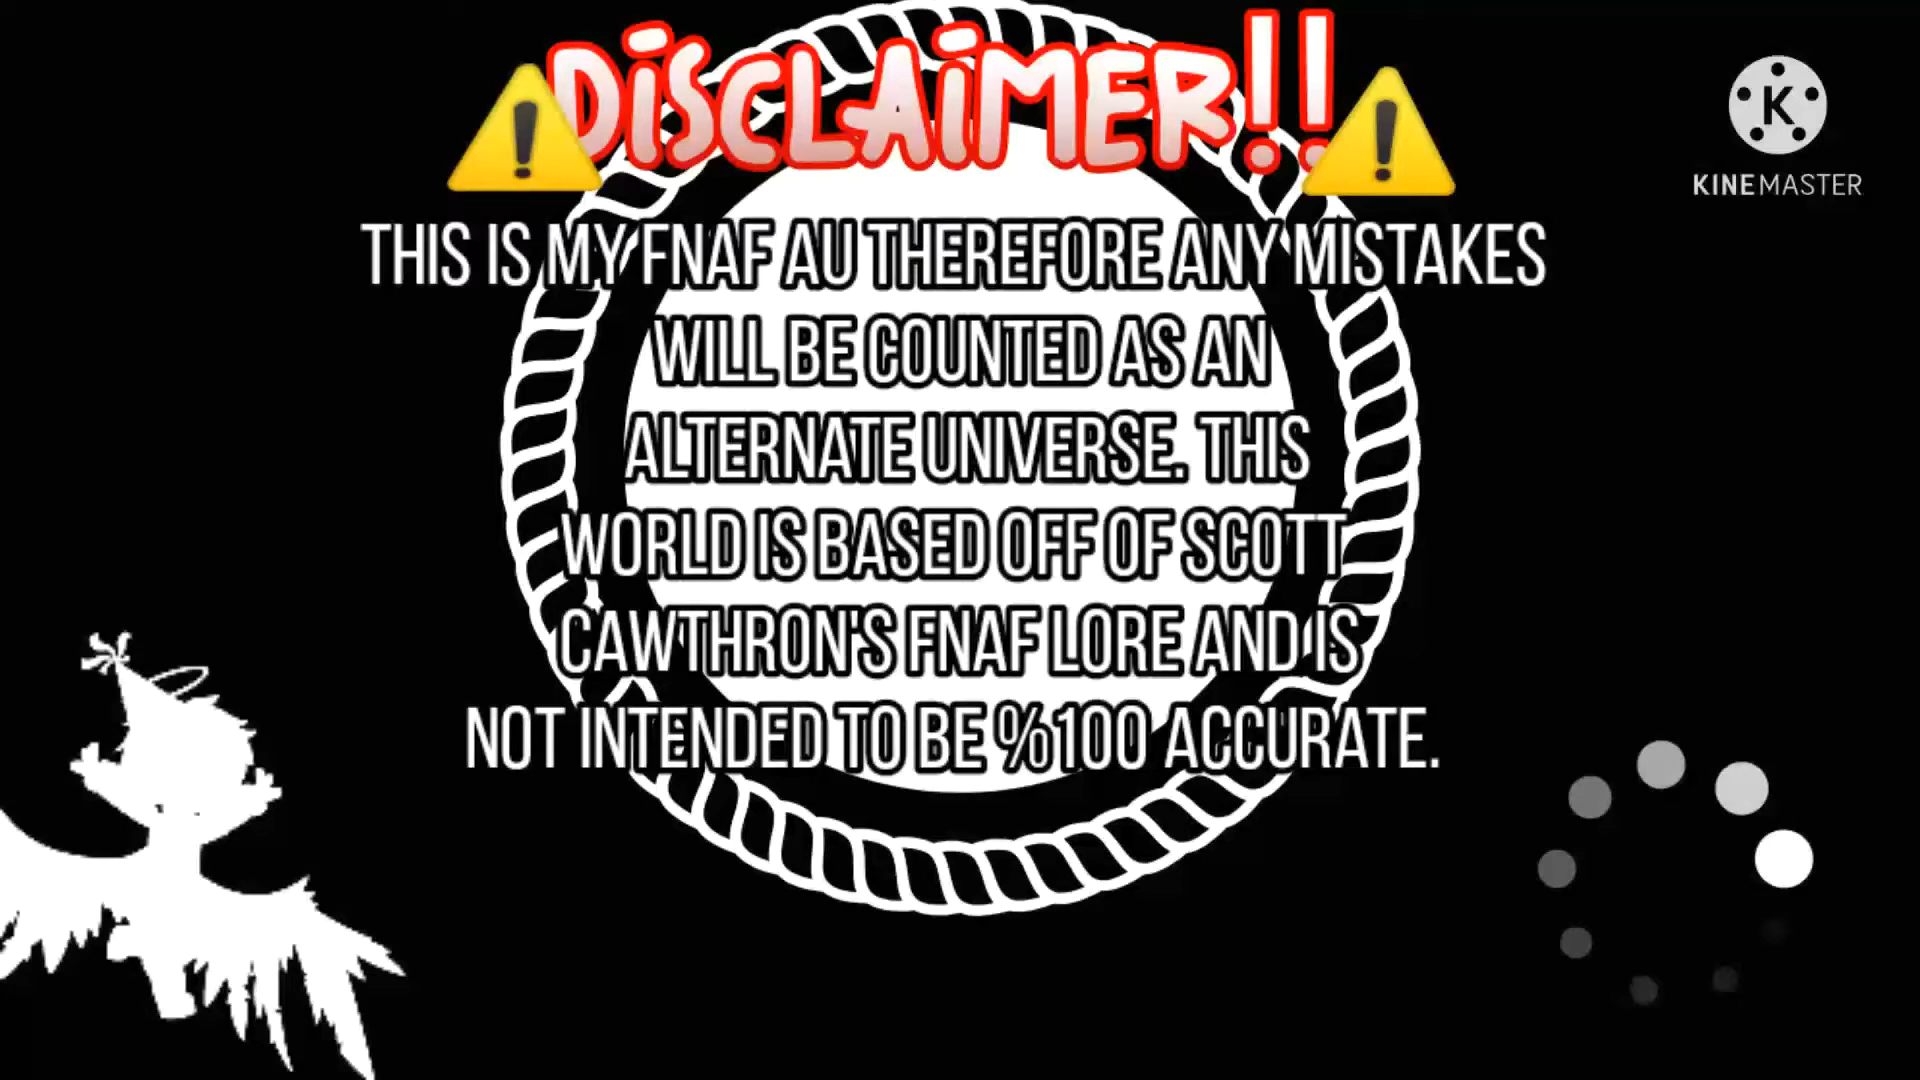 ⚠DiSCLAiMER!!⚠
K
KINEMASTER
THIS IS MY FNAF AU THEREFORE ANY MISTAKES
WILL BE COUNTED AS AN
ALTERNATE UNIVERSE. THIS
WORLD IS BASED OFF OF SCOTT
CAWTHRON'S FNAF LORE AND IS
NOT INTENDED TO BE %100 ACCURATE.